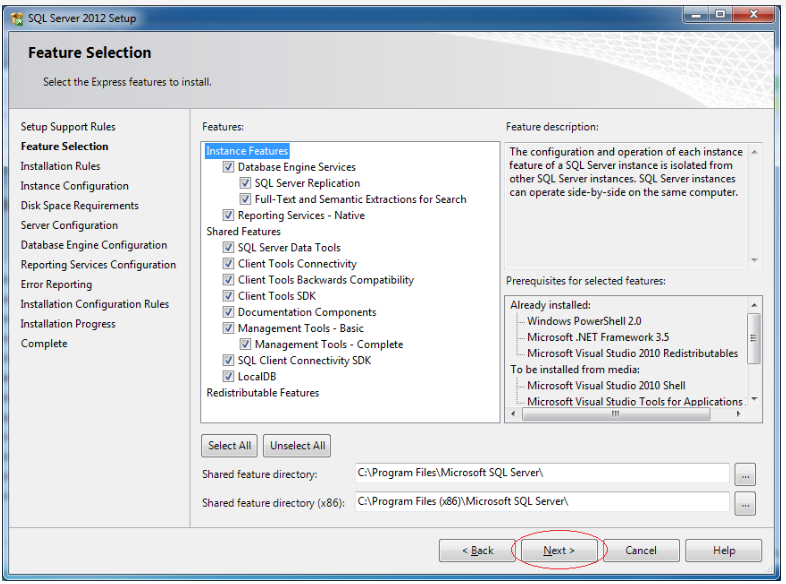 SQL Server 2012 Setup
Feature Selection
Select the Express features to install.
Setup Support Rules
Feature Selection
Installation Rules
Instance Configuration
Disk Space Requirements
Server Configuration
Database Engine Configuration
Reporting Services Configuration
Error Reporting
Installation Configuration Rules
Installation Progress
Complete
Features:
Instance Features
Database Engine Services
SQL Server Replication
Full-Text and Semantic Extractions for Search
Reporting Services - Native
Shared Features
SQL Server Data Tools
Client Tools Connectivity
Client Tools Backwards Compatibility
Client Tools SDK
Documentation Components
Management Tools - Basic
Management Tools - Complete
SQL Client Connectivity SDK
LocalDB
Redistributable Features
Feature description:
The configuration and operation of each instance
feature of a SQL Server instance is isolated from
other SQL Server instances. SQL Server instances
can operate side-by-side on the same computer.
Prerequisites for selected features:
Already installed:
Windows PowerShell 2.0
Microsoft .NET Framework 3.5
Microsoft Visual Studio 2010 Redistributables
To be installed from media:
Microsoft Visual Studio 2010 Shell
Microsoft Visual Studio Tools for Applications
Select All
Unselect All
Shared feature directory:
C:\Program Files\Microsoft SQL Server\
...
Shared feature directory (x86):
C:\Program Files (x86)\Microsoft SQL Server\
...
< Back
Next >
Cancel
Help